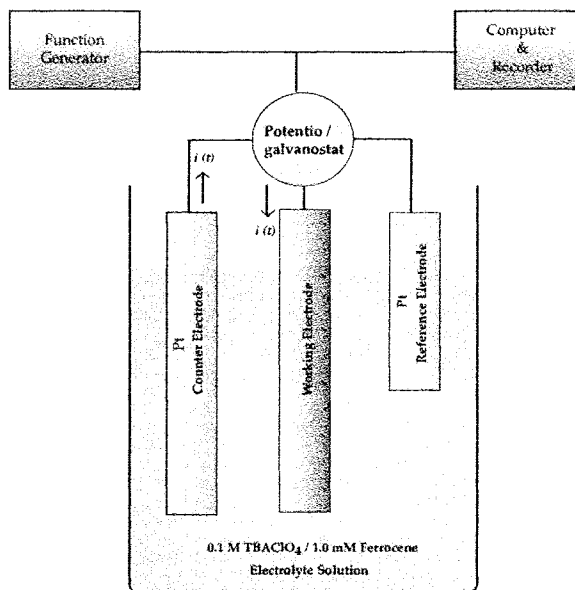 Function
Generator
Computer
&
Recorder
Potentio /
galvanostat
i (t)
i (t)
Pt
Counter Electrode
Working Electrode
Pt
Reference Electrode
0.1 M TBAClO₄ / 1.0 mM Ferrocene
Electrolyte Solution